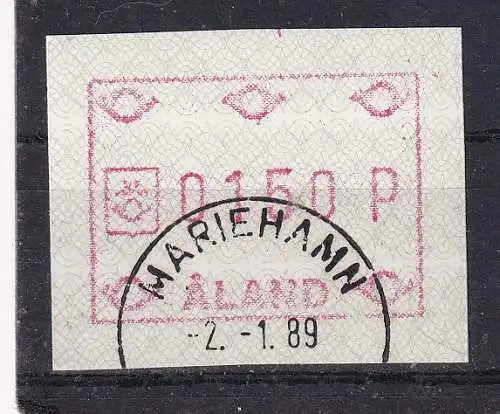 0150 P
MARIEHAMN
ÅLAND
-2. -1. 89